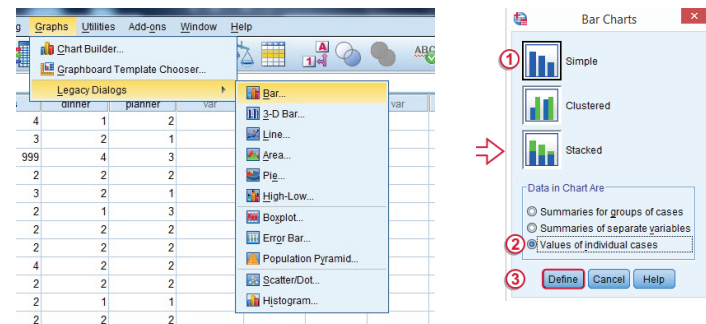 g Graphs Utilities Add-ons Window Help
Chart Builder...
Graphboard Template Chooser...
Legacy Dialogs
Bar...
3-D Bar...
Line...
Area...
Pie...
High-Low...
Boxplot...
Error Bar...
Population Pyramid...
Scatter/Dot...
Histogram...
1 A
ABC
s dinner planner var var
4 1 2
3 2 1
999 4 3
2 2 2
3 2 1
2 1 3
2 2 2
2 2 2
4 2 2
2 2 2
2 1 1
2 2 2
Bar Charts
1 Simple
Clustered
Stacked
Data in Chart Are
Summaries for groups of cases
Summaries of separate variables
2 Values of individual cases
3 Define Cancel Help